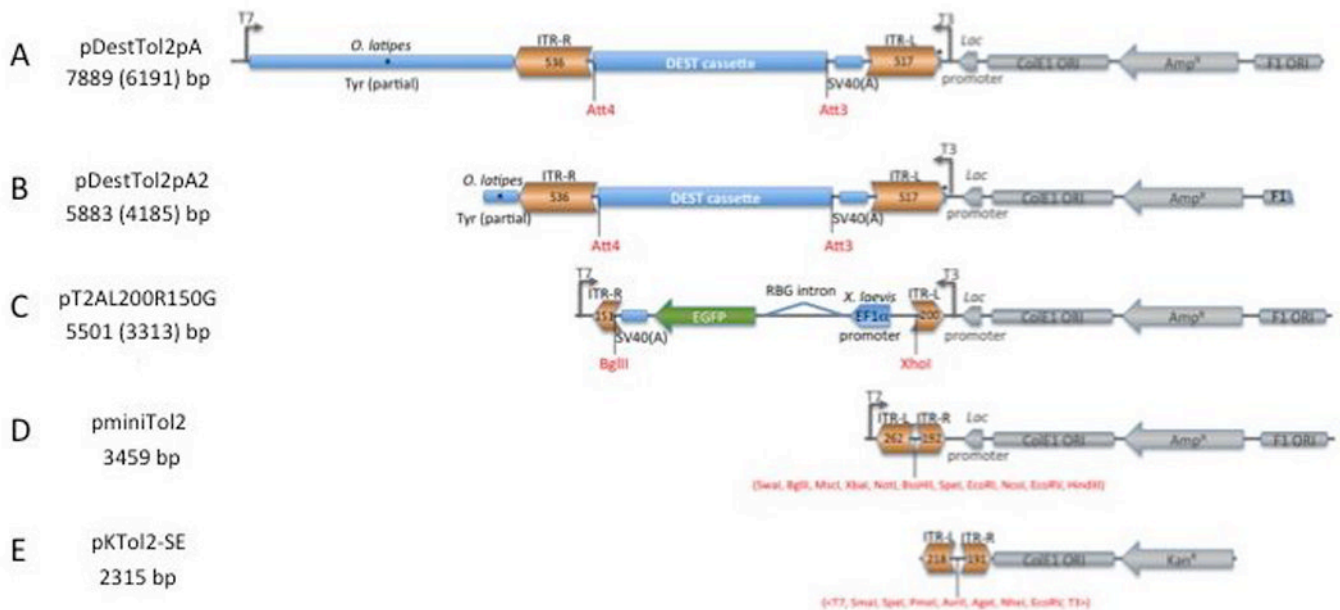 T7
A
pDestTol2pA
7889 (6191) bp
O. latipes
Tyr (partial)
ITR-R
536
DEST cassette
Att4
Att3
SV40(A)
ITR-L
517
T3
Lac
promoter
ColE1 ORI
Ampᴿ
F1 ORI
B
pDestTol2pA2
5883 (4185) bp
O. latipes
Tyr (partial)
ITR-R
536
DEST cassette
Att4
Att3
SV40(A)
ITR-L
517
T3
Lac
promoter
ColE1 ORI
Ampᴿ
F1
C
pT2AL200R150G
5501 (3313) bp
T7
ITR-R
151
SV40(A)
BglII
EGFP
RBG intron
X. laevis
EF1α
promoter
ITR-L
200
XhoI
T3
Lac
promoter
ColE1 ORI
Ampᴿ
F1 ORI
D
pminiTol2
3459 bp
T7
ITR-L
262
ITR-R
192
Lac
promoter
ColE1 ORI
Ampᴿ
F1 ORI
(SwaI, BglII, MscI, XbaI, NotI, BssHII, SpeI, EcoRI, NcoI, EcoRV, HindIII)
E
pKTol2-SE
2315 bp
ITR-L
218
ITR-R
191
ColE1 ORI
Kanᴿ
(<T7, SmaI, SpeI, PmeI, AvrII, AgeI, NheI, EcoRV, T3>)